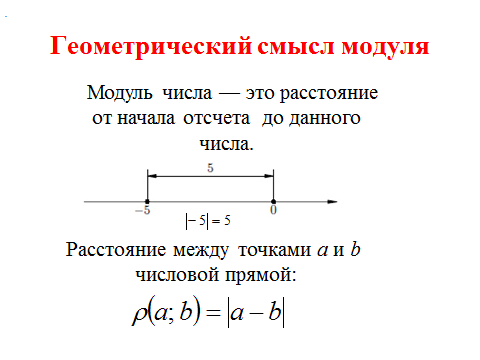 Геометрический смысл модуля
Модуль числа — это расстояние
от начала отсчета до данного
числа.
5
−5 0
|−5| = 5
Расстояние между точками a и b
числовой прямой:
ρ(a; b) = |a − b|